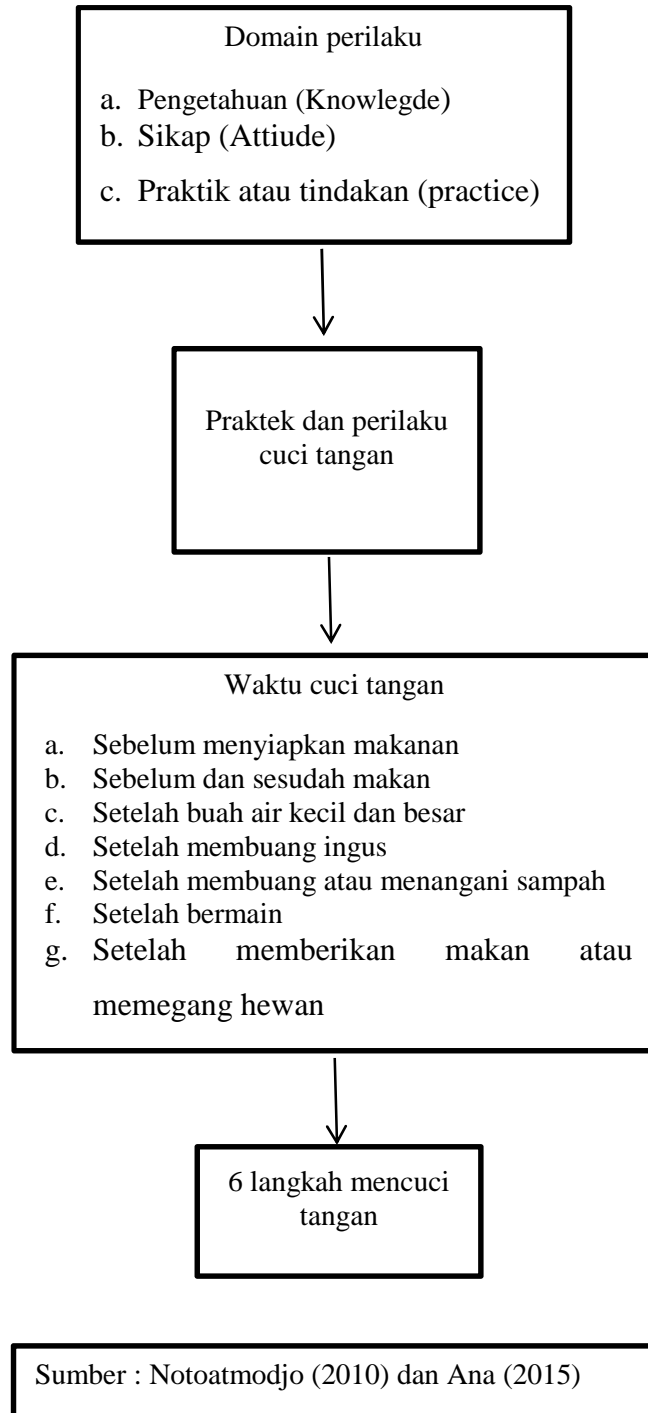 Domain perilaku
a. Pengetahuan (Knowlegde)
b. Sikap (Attiude)
c. Praktik atau tindakan (practice)
Praktek dan perilaku
cuci tangan
Waktu cuci tangan
a. Sebelum menyiapkan makanan
b. Sebelum dan sesudah makan
c. Setelah buah air kecil dan besar
d. Setelah membuang ingus
e. Setelah membuang atau menangani sampah
f. Setelah bermain
g. Setelah memberikan makan atau
memegang hewan
6 langkah mencuci
tangan
Sumber : Notoatmodjo (2010) dan Ana (2015)